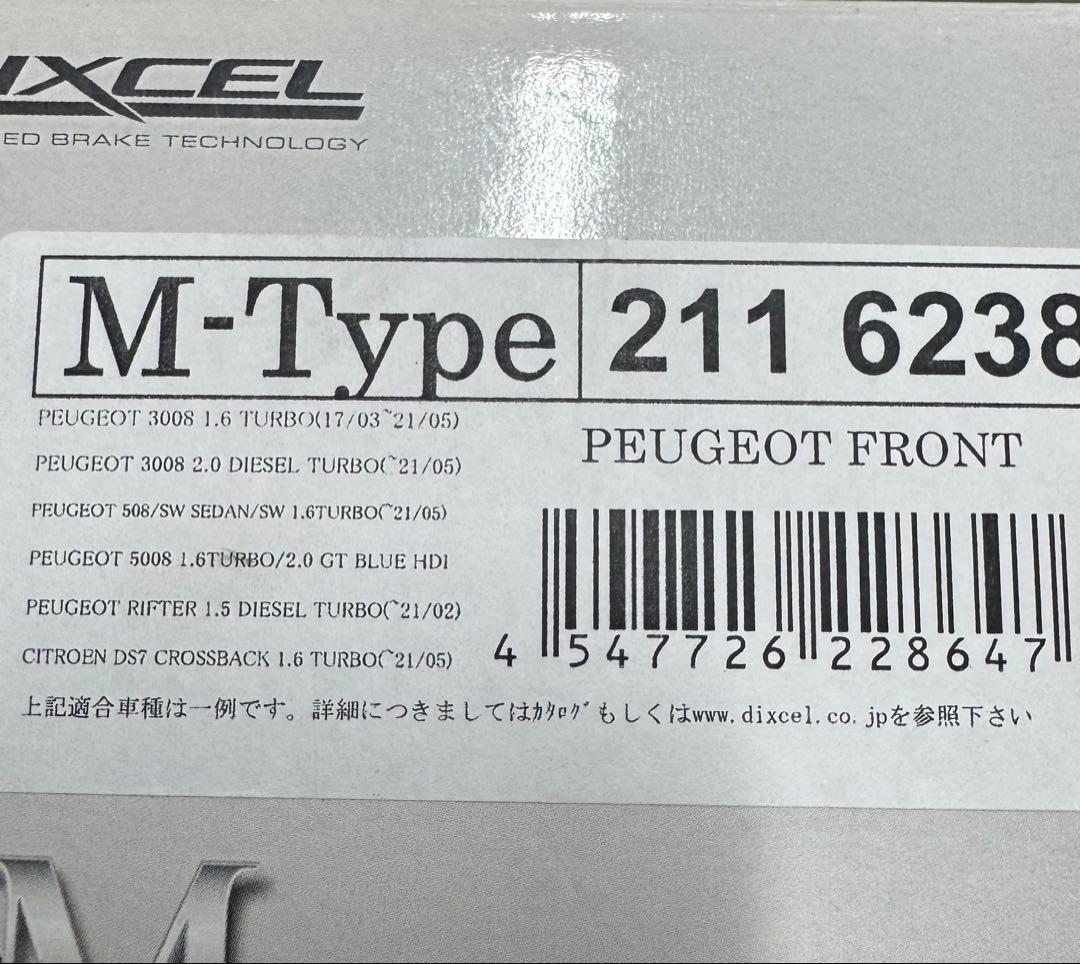 IXCEL
ED BRAKE TECHNOLOGY
M-Type
211 6238
PEUGEOT 3008 1.6 TURBO(17/03~21/05)
PEUGEOT 3008 2.0 DIESEL TURBO(~21/05)
PEUGEOT 508/SW SEDAN/SW 1.6TURBO(~21/05)
PEUGEOT 5008 1.6TURBO/2.0 GT BLUE HDI
PEUGEOT RIFTER 1.5 DIESEL TURBO(~21/02)
CITROEN DS7 CROSSBACK 1.6 TURBO(~21/05)
PEUGEOT FRONT
4 547726 228647
上記適合車種は一例です。詳細につきましてはｶﾀﾛｸﾞもしくはwww.dixcel.co.jpを参照下さい
M